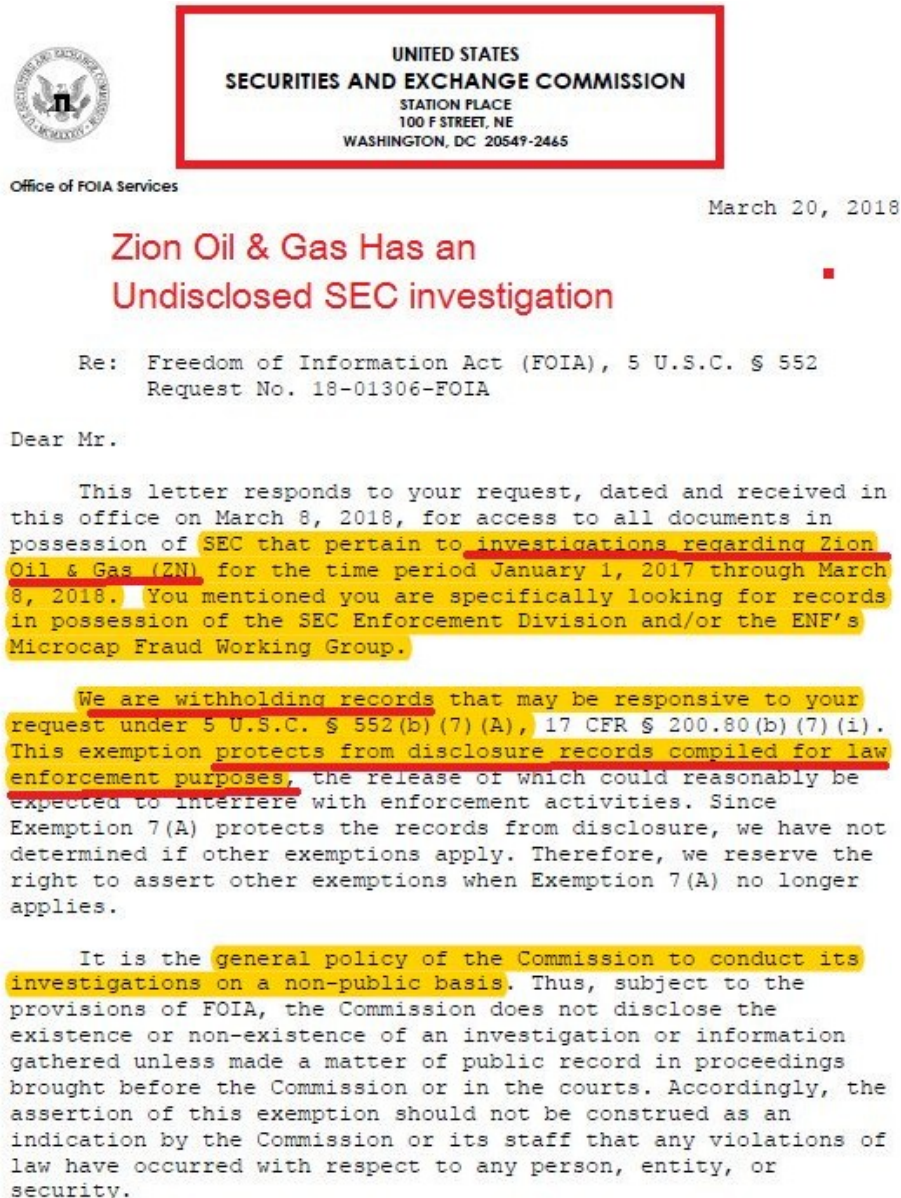 UNITED STATES
SECURITIES AND EXCHANGE COMMISSION
STATION PLACE
100 F STREET, NE
WASHINGTON, DC 20549-2465
Office of FOIA Services
March 20, 2018
Zion Oil & Gas Has an
Undisclosed SEC investigation
Re: Freedom of Information Act (FOIA), 5 U.S.C. § 552
Request No. 18-01306-FOIA
Dear Mr.
This letter responds to your request, dated and received in
this office on March 8, 2018, for access to all documents in
possession of SEC that pertain to investigations regarding Zion
Oil & Gas (ZN) for the time period January 1, 2017 through March
8, 2018. You mentioned you are specifically looking for records
in possession of the SEC Enforcement Division and/or the ENF's
Microcap Fraud Working Group.
We are withholding records that may be responsive to your
request under 5 U.S.C. § 552(b)(7)(A), 17 CFR § 200.80(b)(7)(i).
This exemption protects from disclosure records compiled for law
enforcement purposes, the release of which could reasonably be
expected to interfere with enforcement activities. Since
Exemption 7(A) protects the records from disclosure, we have not
determined if other exemptions apply. Therefore, we reserve the
right to assert other exemptions when Exemption 7(A) no longer
applies.
It is the general policy of the Commission to conduct its
investigations on a non-public basis. Thus, subject to the
provisions of FOIA, the Commission does not disclose the
existence or non-existence of an investigation or information
gathered unless made a matter of public record in proceedings
brought before the Commission or in the courts. Accordingly, the
assertion of this exemption should not be construed as an
indication by the Commission or its staff that any violations of
law have occurred with respect to any person, entity, or
security.